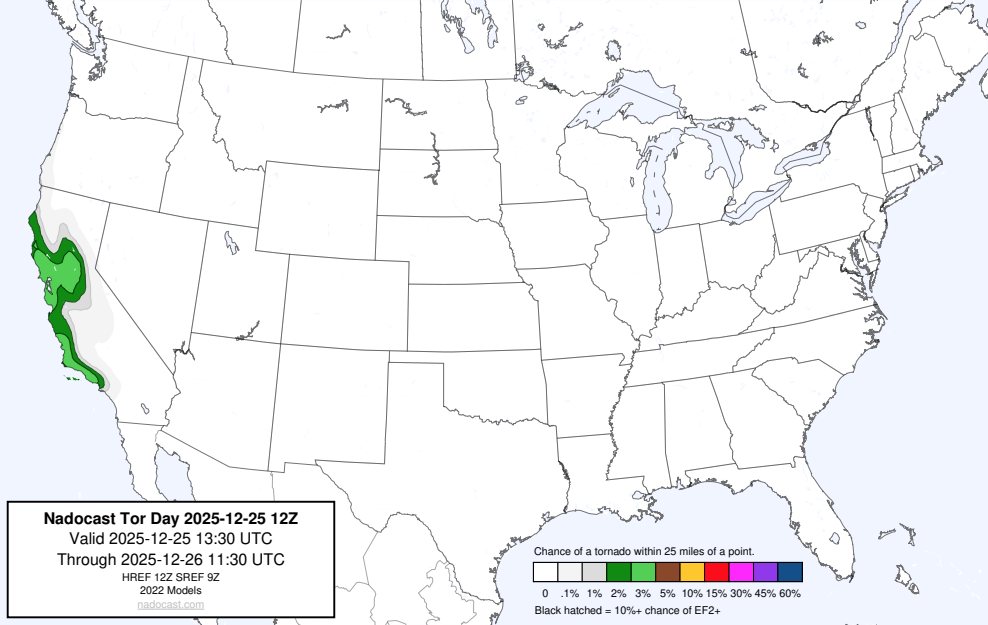 Nadocast Tor Day 2025-12-25 12Z
Valid 2025-12-25 13:30 UTC
Through 2025-12-26 11:30 UTC
HREF 12Z SREF 9Z
2022 Models
nadocast.com
Chance of a tornado within 25 miles of a point.
0 .1% 1% 2% 3% 5% 10% 15% 30% 45% 60%
Black hatched = 10%+ chance of EF2+